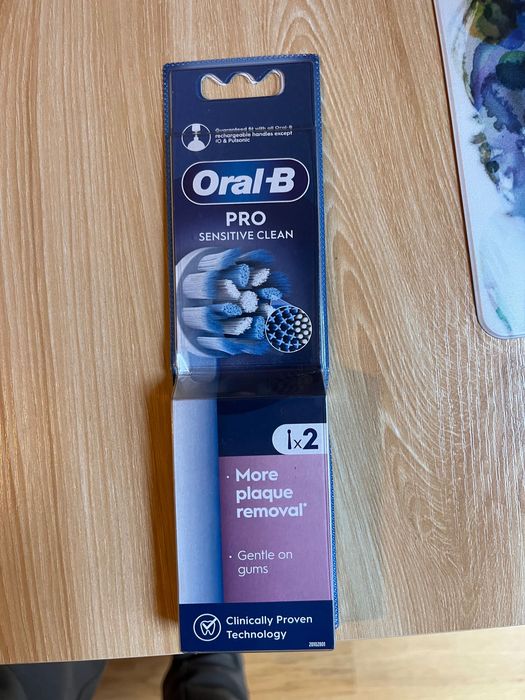 Guaranteed fit with all Oral-B
rechargeable handles except
iO & Pulsonic
Oral-B
PRO
SENSITIVE CLEAN
x2
· More
plaque
removal*
· Gentle on
gums
Clinically Proven
Technology